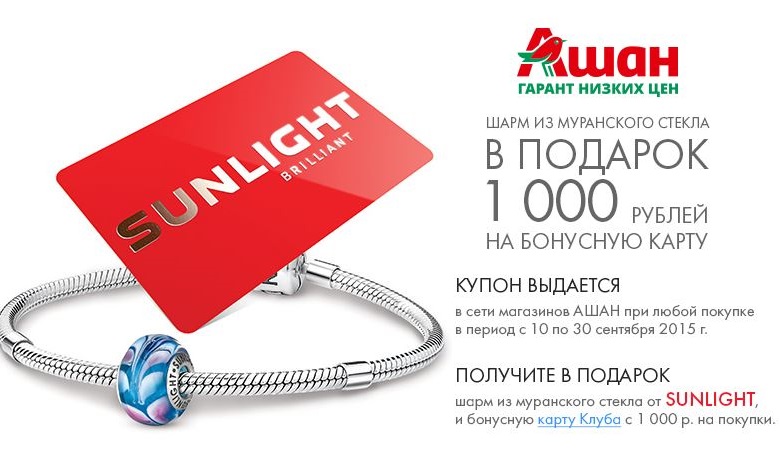 SUNLIGHT
BRILLIANT
Ашан
ГАРАНТ НИЗКИХ ЦЕН
ШАРМ ИЗ МУРАНСКОГО СТЕКЛА
В ПОДАРОК
1 000 РУБЛЕЙ
НА БОНУСНУЮ КАРТУ
КУПОН ВЫДАЕТСЯ
в сети магазинов АШАН при любой покупке
в период с 10 по 30 сентября 2015 г.
ПОЛУЧИТЕ В ПОДАРОК
шарм из муранского стекла от SUNLIGHT,
и бонусную карту Клуба с 1 000 р. на покупки.